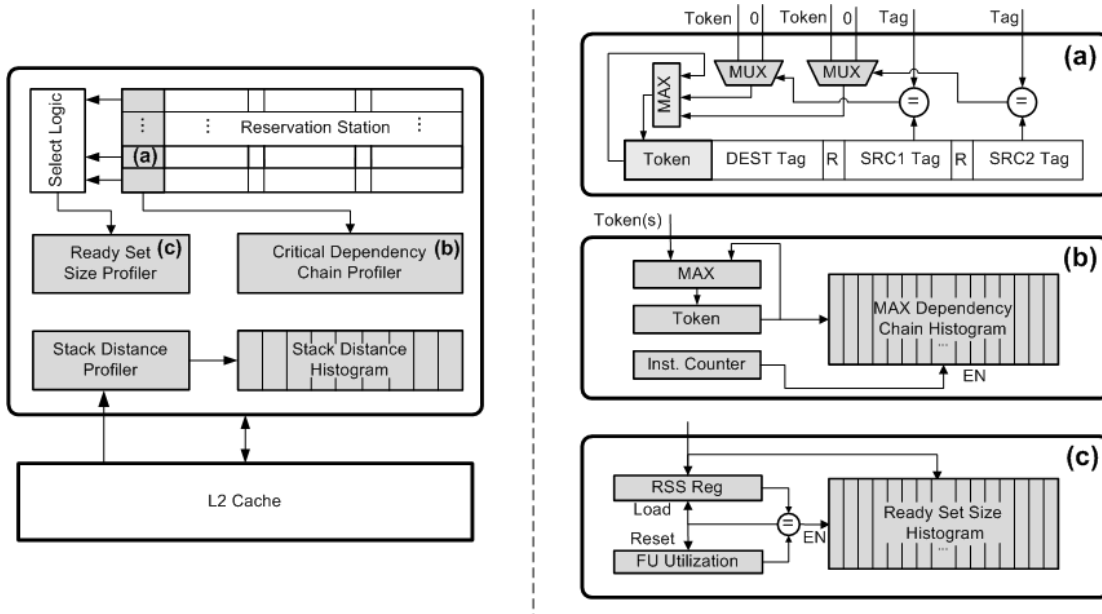 Select Logic
⋮ ⋮ Reservation Station ⋮
(a)
Ready Set
Size Profiler
(c)
Critical Dependency
Chain Profiler
(b)
Stack Distance
Profiler
Stack Distance
Histogram
L2 Cache
Token 0 Token 0 Tag Tag
(a)
MUX MUX
MAX
= =
Token DEST Tag R SRC1 Tag R SRC2 Tag
Token(s)
(b)
MAX
Token
Inst. Counter
MAX Dependency
Chain Histogram
...
EN
(c)
RSS Reg
Load
=
EN
Reset
FU Utilization
Ready Set Size
Histogram
...